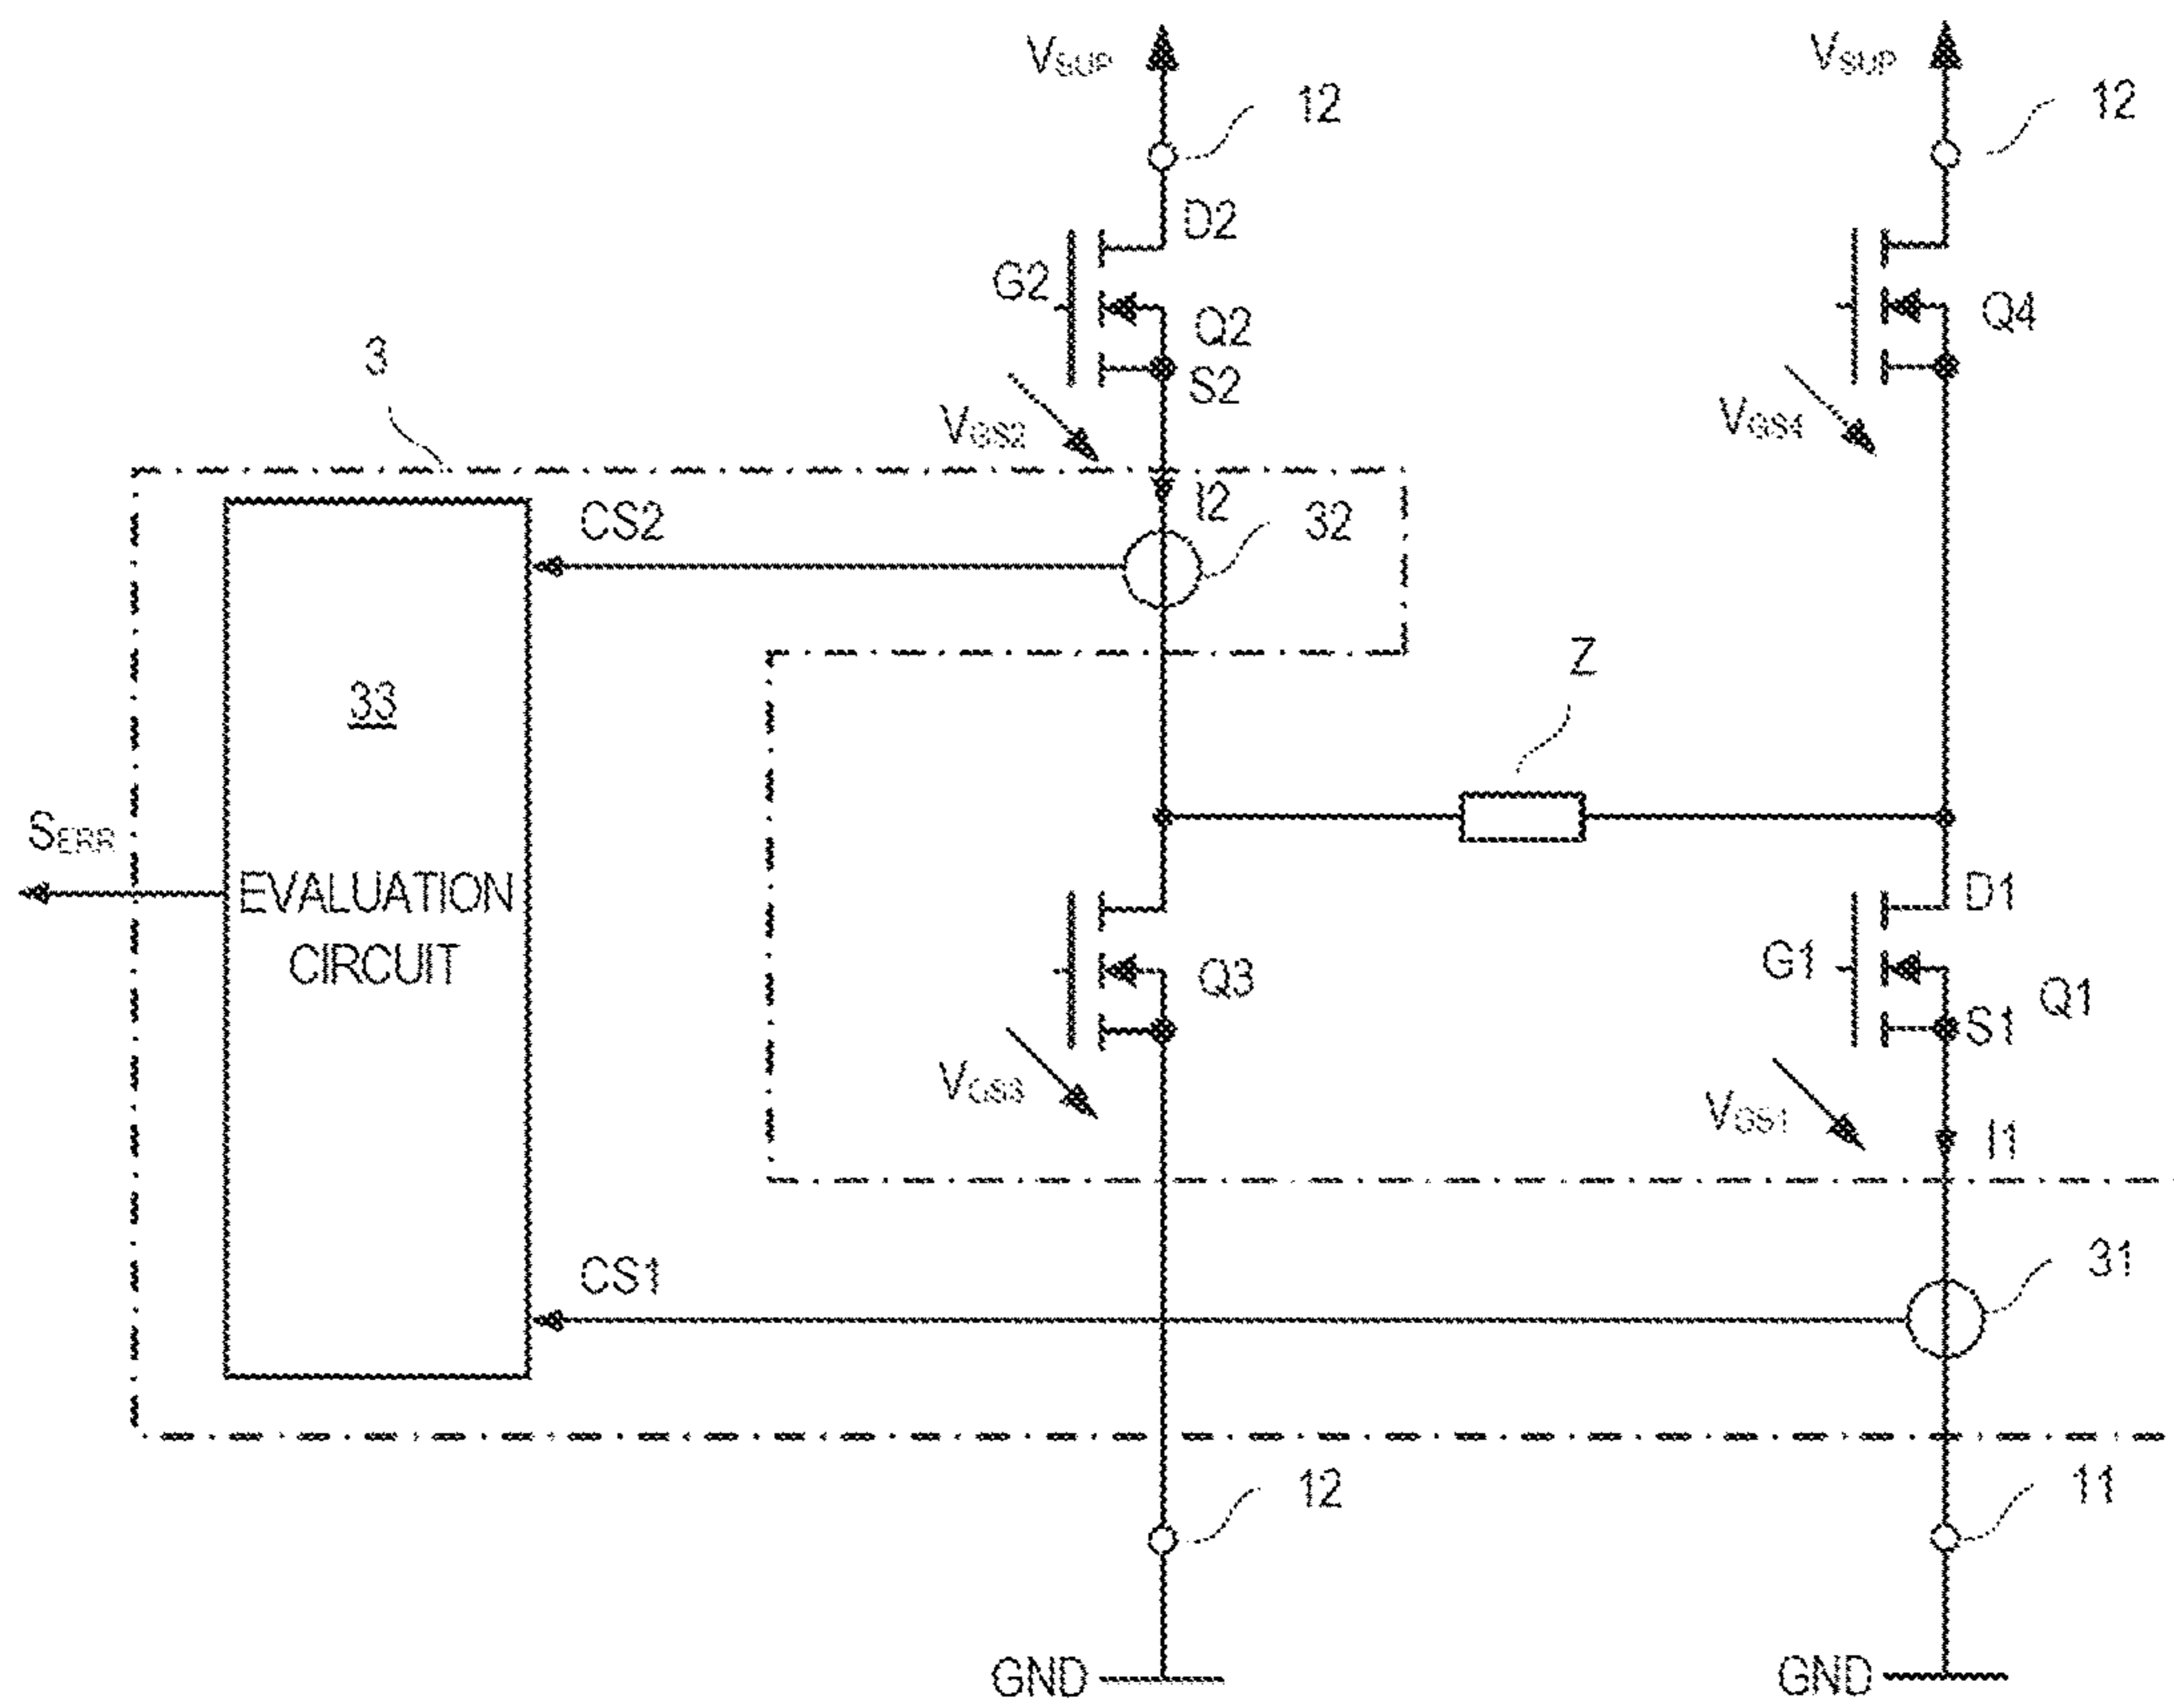 VSUP
12
VSUP
12
D2
G2
Q2
S2
Q4
3
VGS2
VGS4
I2
CS2
32
Z
33
SERR
EVALUATION
CIRCUIT
D1
G1
Q3
S1
Q1
VGS3
VGS1
I1
CS1
31
12
11
GND
GND